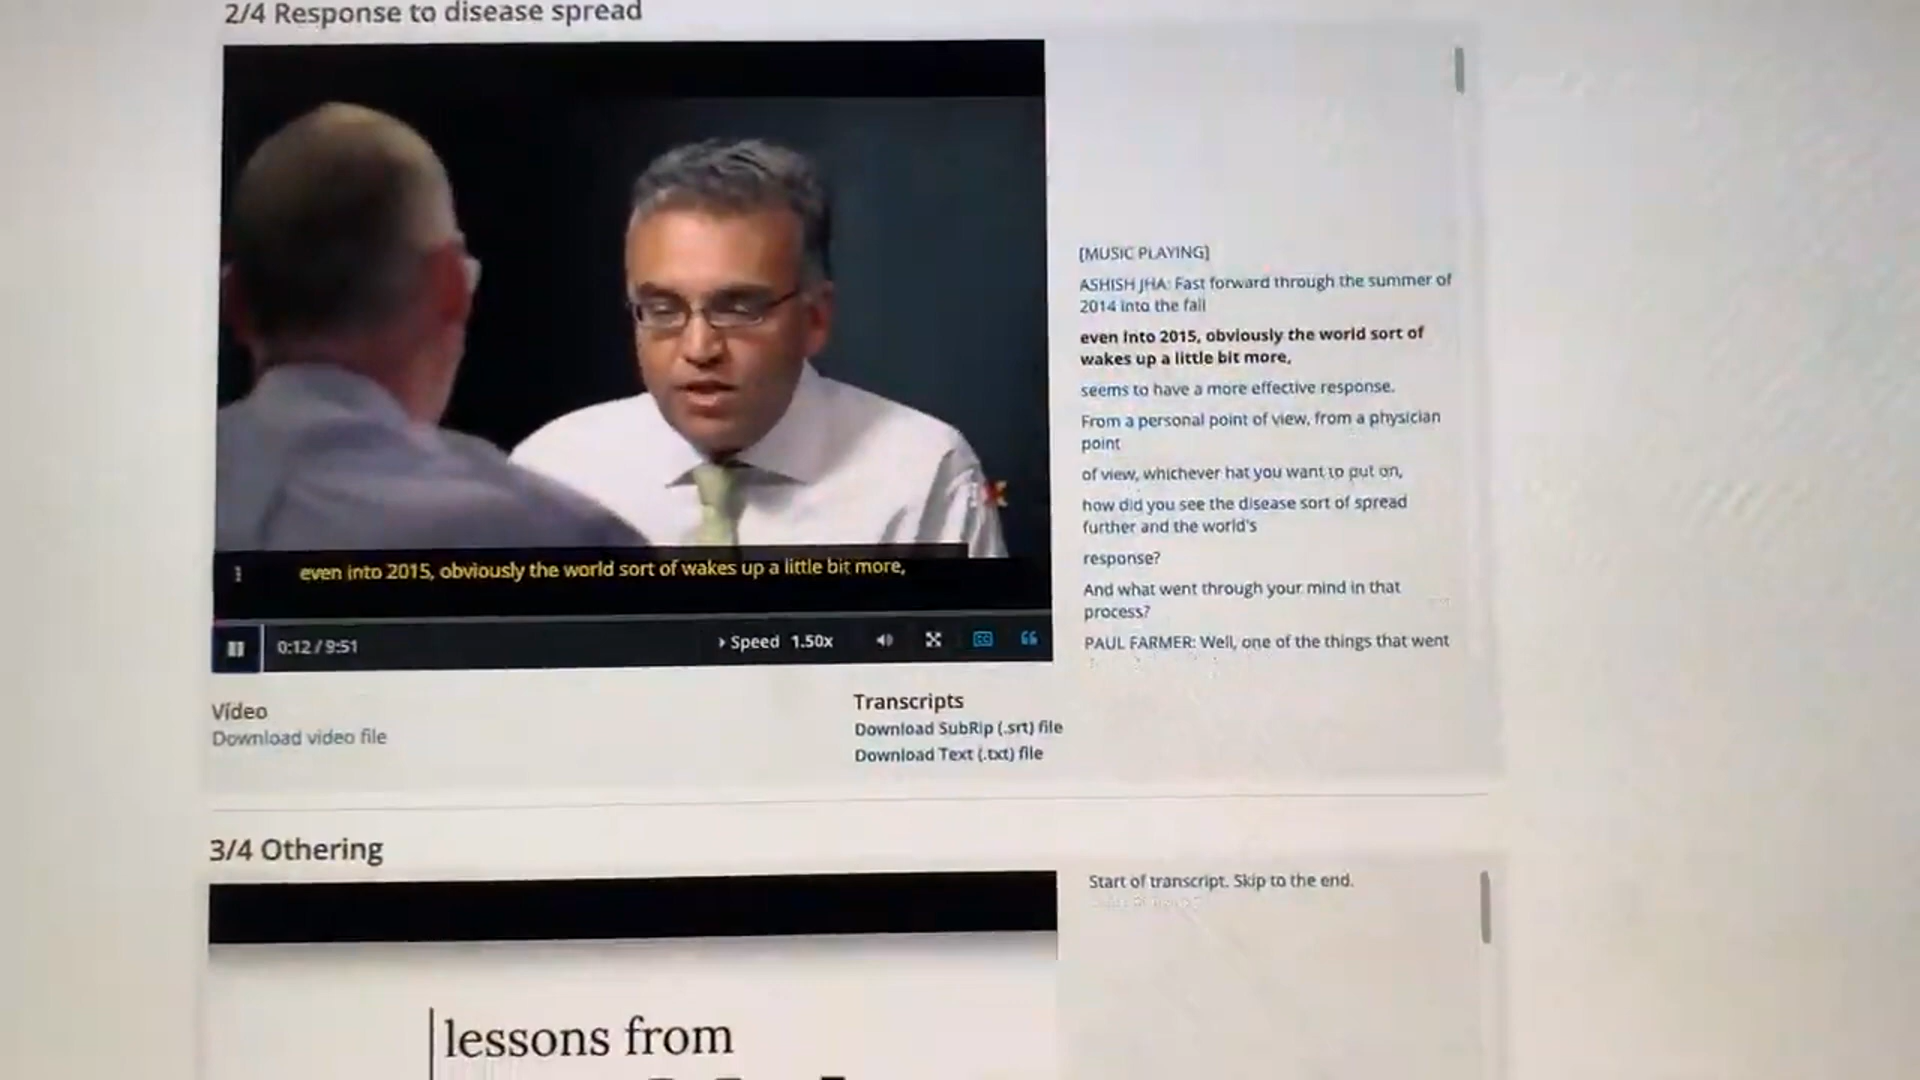 2/4 Response to disease spread
[MUSIC PLAYING]
ASHISH JHA: Fast forward through the summer of
2014 into the fall
even into 2015, obviously the world sort of
wakes up a little bit more,
seems to have a more effective response.
From a personal point of view, from a physician
point
of view, whichever hat you want to put on,
how did you see the disease sort of spread
further and the world's
response?
And what went through your mind in that
process?
PAUL FARMER: Well, one of the things that went
even into 2015, obviously the world sort of wakes up a little bit more,
0:12 / 9:51
Speed 1.50x
CC
Video
Download video file
Transcripts
Download SubRip (.srt) file
Download Text (.txt) file
3/4 Othering
Start of transcript. Skip to the end.
lessons from